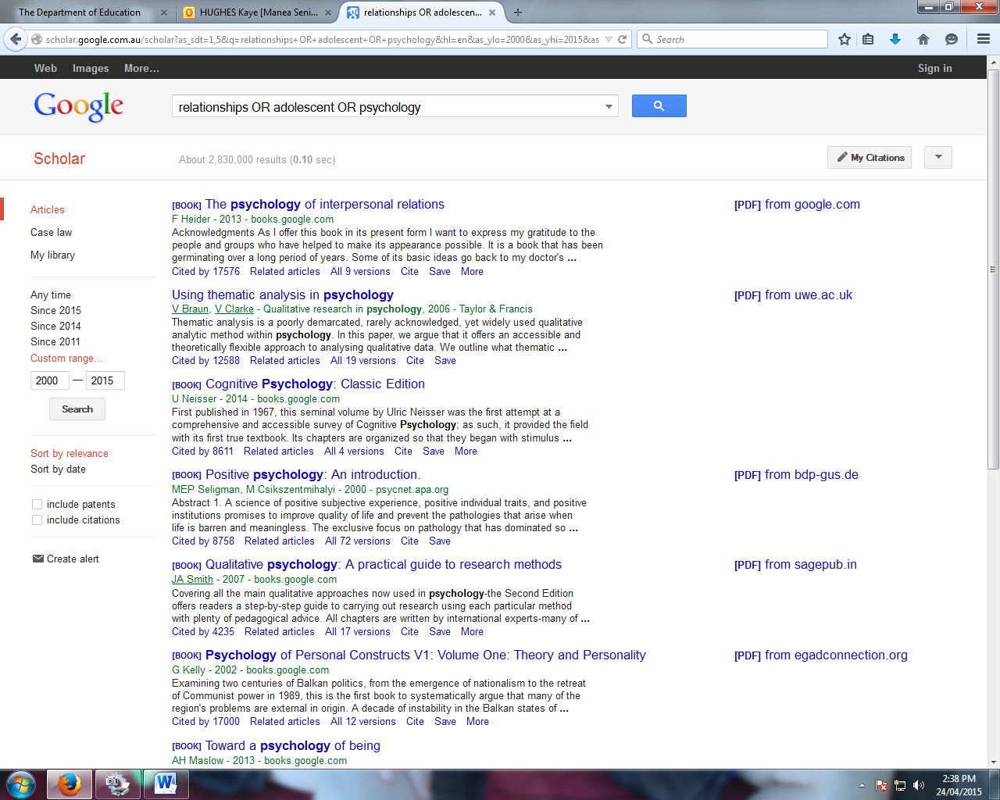 The Department of Education
HUGHES Kaye [Manea Seni...
relationships OR adolescen...
scholar.google.com.au/scholar?as_sdt=1,5&q=relationships+OR+adolescent+OR+psychology&hl=en&as_ylo=2000&as_yhi=2015&as
Search
Web Images More...
Sign in
Google
relationships OR adolescent OR psychology
Scholar
About 2,830,000 results (0.10 sec)
My Citations
Articles
Case law
My library
Any time
Since 2015
Since 2014
Since 2011
Custom range...
2000 — 2015
Search
Sort by relevance
Sort by date
include patents
include citations
Create alert
[BOOK] The psychology of interpersonal relations
F Heider - 2013 - books.google.com
Acknowledgments As I offer this book in its present form I want to express my gratitude to the
people and groups who have helped to make its appearance possible. It is a book that has been
germinating over a long period of years. Some of its basic ideas go back to my doctor's ...
Cited by 17576 Related articles All 9 versions Cite Save More
[PDF] from google.com
Using thematic analysis in psychology
V Braun, V Clarke - Qualitative research in psychology, 2006 - Taylor & Francis
Thematic analysis is a poorly demarcated, rarely acknowledged, yet widely used qualitative
analytic method within psychology. In this paper, we argue that it offers an accessible and
theoretically flexible approach to analysing qualitative data. We outline what thematic ...
Cited by 12588 Related articles All 19 versions Cite Save
[PDF] from uwe.ac.uk
[BOOK] Cognitive Psychology: Classic Edition
U Neisser - 2014 - books.google.com
First published in 1967, this seminal volume by Ulric Neisser was the first attempt at a
comprehensive and accessible survey of Cognitive Psychology; as such, it provided the field
with its first true textbook. Its chapters are organized so that they began with stimulus ...
Cited by 8611 Related articles All 4 versions Cite Save More
[BOOK] Positive psychology: An introduction.
MEP Seligman, M Csikszentmihalyi - 2000 - psycnet.apa.org
Abstract 1. A science of positive subjective experience, positive individual traits, and positive
institutions promises to improve quality of life and prevent the pathologies that arise when
life is barren and meaningless. The exclusive focus on pathology that has dominated so ...
Cited by 8758 Related articles All 72 versions Cite Save
[PDF] from bdp-gus.de
[BOOK] Qualitative psychology: A practical guide to research methods
JA Smith - 2007 - books.google.com
Covering all the main qualitative approaches now used in psychology-the Second Edition
offers readers a step-by-step guide to carrying out research using each particular method
with plenty of pedagogical advice. All chapters are written by international experts-many of ...
Cited by 4235 Related articles All 17 versions Cite Save More
[PDF] from sagepub.in
[BOOK] Psychology of Personal Constructs V1: Volume One: Theory and Personality
G Kelly - 2002 - books.google.com
Examining two centuries of Balkan politics, from the emergence of nationalism to the retreat
of Communist power in 1989, this is the first book to systematically argue that many of the
region's problems are external in origin. A decade of instability in the Balkan states of ...
Cited by 17000 Related articles All 12 versions Cite Save More
[PDF] from egadconnection.org
[BOOK] Toward a psychology of being
AH Maslow - 2013 - books.google.com
2:38 PM
24/04/2015